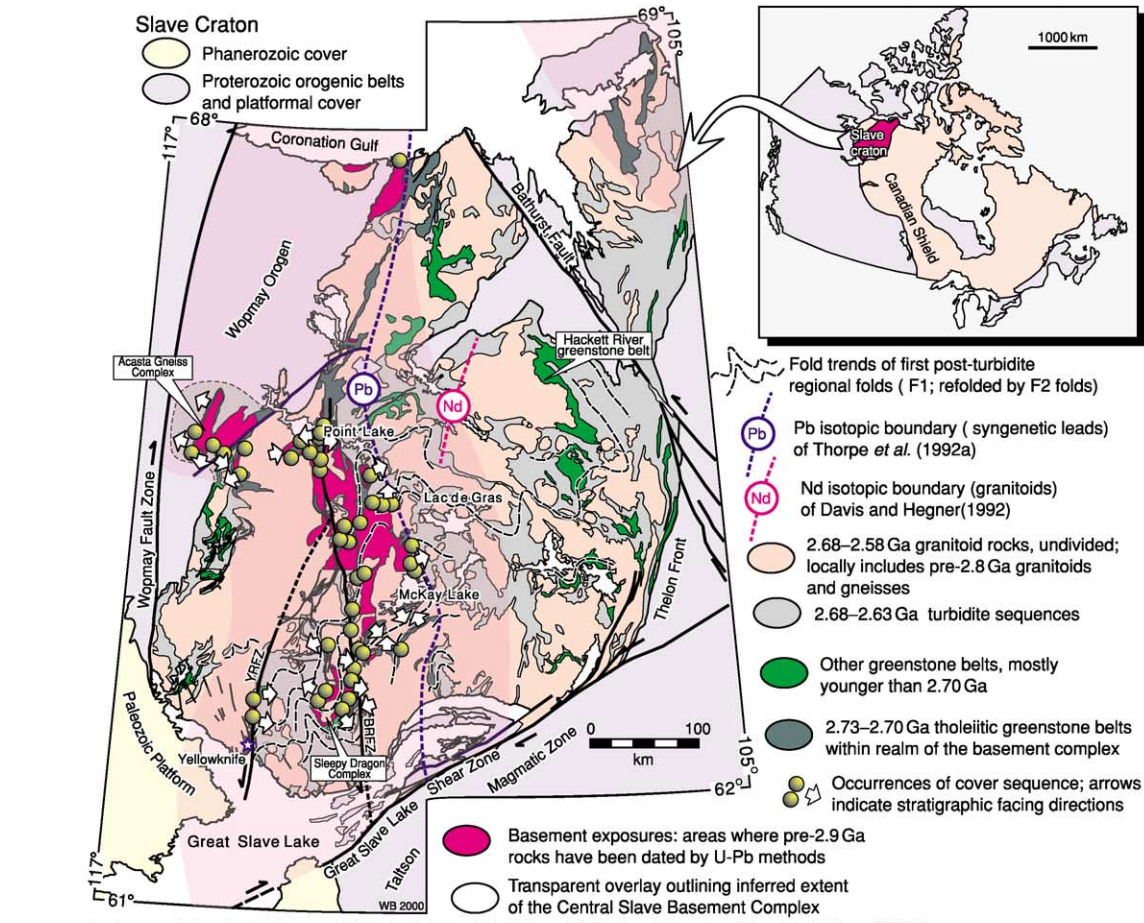 Slave Craton
Phanerozoic cover
Proterozoic orogenic belts
and platformal cover
69°
105°
1000 km
Slave
craton
Canadian Shield
117°
68°
Coronation Gulf
Bathurst Fault
Wopmay Orogen
Hackett River
greenstone belt
Acasta Gneiss
Complex
Pb
Nd
Point Lake
Lac de Gras
Wopmay Fault Zone
McKay Lake
Thelon Front
YRFZ
Paleozoic Platform
Yellowknife
Sleepy Dragon
Complex
BRFZ
0 100
km
105°
62°
Great Slave Lake Shear Zone
Magmatic Zone
Great Slave Lake
Taltson
117°
61°
WB 2000
Fold trends of first post-turbidite
regional folds ( F1; refolded by F2 folds)
Pb
Pb isotopic boundary ( syngenetic leads)
of Thorpe et al. (1992a)
Nd
Nd isotopic boundary (granitoids)
of Davis and Hegner(1992)
2.68–2.58 Ga granitoid rocks, undivided;
locally includes pre-2.8 Ga granitoids
and gneisses
2.68–2.63 Ga turbidite sequences
Other greenstone belts, mostly
younger than 2.70 Ga
2.73–2.70 Ga tholeiitic greenstone belts
within realm of the basement complex
Occurrences of cover sequence; arrows
indicate stratigraphic facing directions
Basement exposures: areas where pre-2.9 Ga
rocks have been dated by U-Pb methods
Transparent overlay outlining inferred extent
of the Central Slave Basement Complex